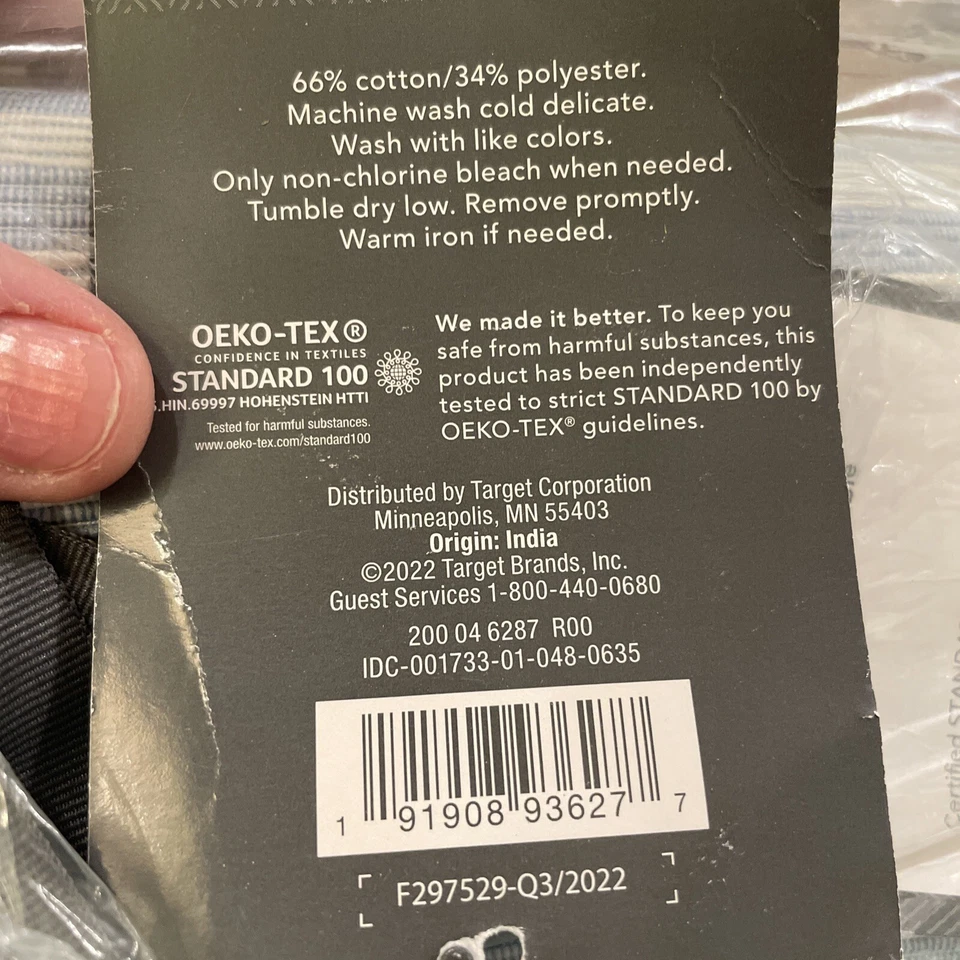 66% cotton/34% polyester.
Machine wash cold delicate.
Wash with like colors.
Only non-chlorine bleach when needed.
Tumble dry low. Remove promptly.
Warm iron if needed.
OEKO-TEX®
CONFIDENCE IN TEXTILES
STANDARD 100
.HIN.69997 HOHENSTEIN HTTI
Tested for harmful substances.
www.oeko-tex.com/standard100
We made it better. To keep you
safe from harmful substances, this
product has been independently
tested to strict STANDARD 100 by
OEKO-TEX® guidelines.
Distributed by Target Corporation
Minneapolis, MN 55403
Origin: India
©2022 Target Brands, Inc.
Guest Services 1-800-440-0680
200 04 6287 R00
IDC-001733-01-048-0635
1 91908 93627 7
F297529-Q3/2022
Certified STAN